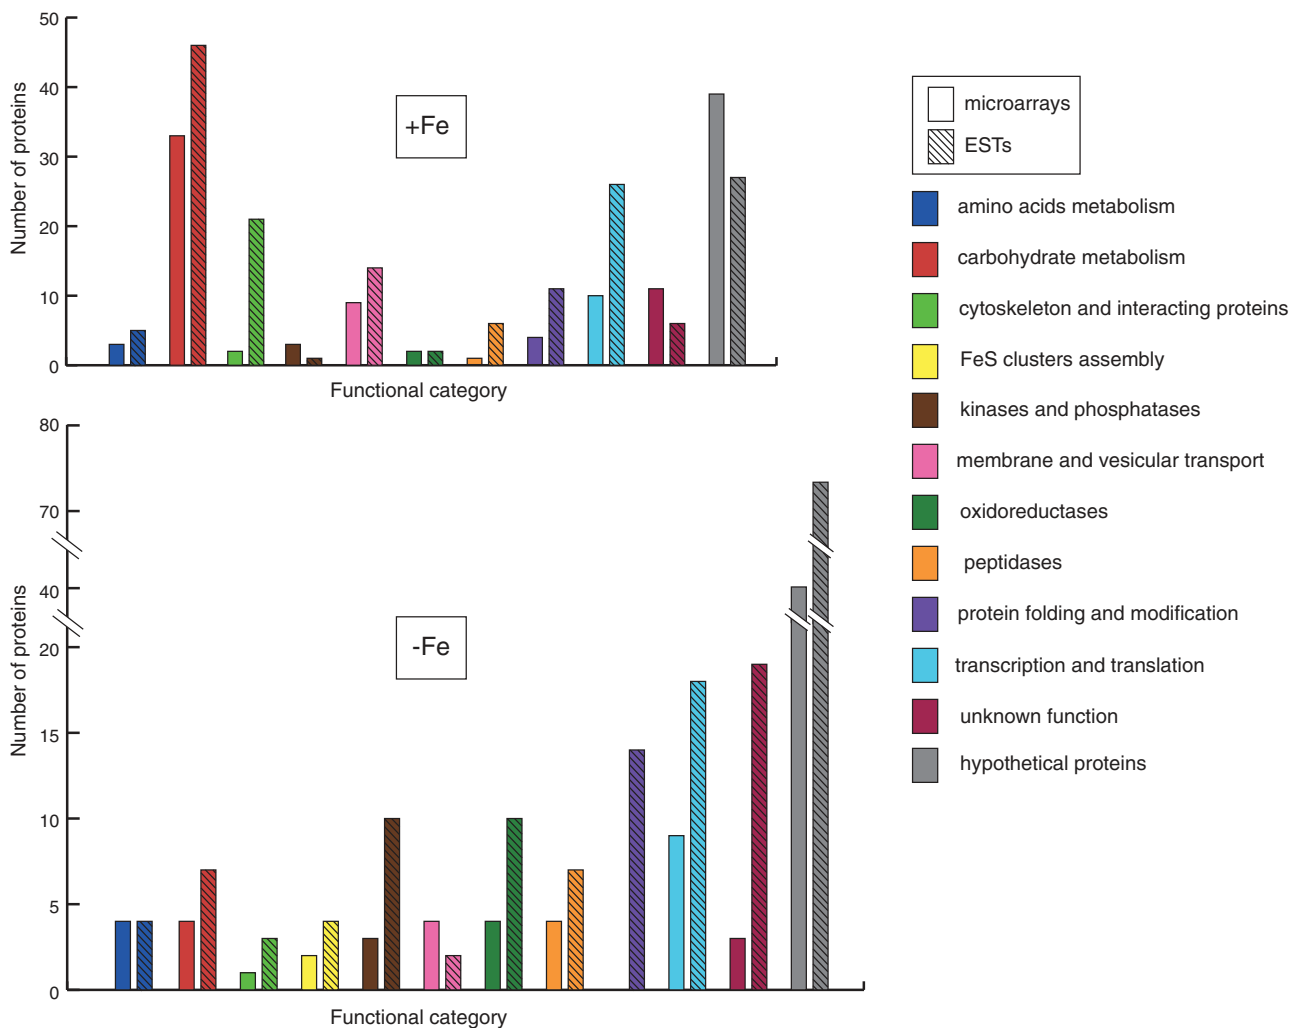 50
40
30
20
10
0
Number of proteins
+Fe
Functional category
80
70
40
20
15
10
5
0
Number of proteins
-Fe
Functional category
microarrays
ESTs
amino acids metabolism
carbohydrate metabolism
cytoskeleton and interacting proteins
FeS clusters assembly
kinases and phosphatases
membrane and vesicular transport
oxidoreductases
peptidases
protein folding and modification
transcription and translation
unknown function
hypothetical proteins